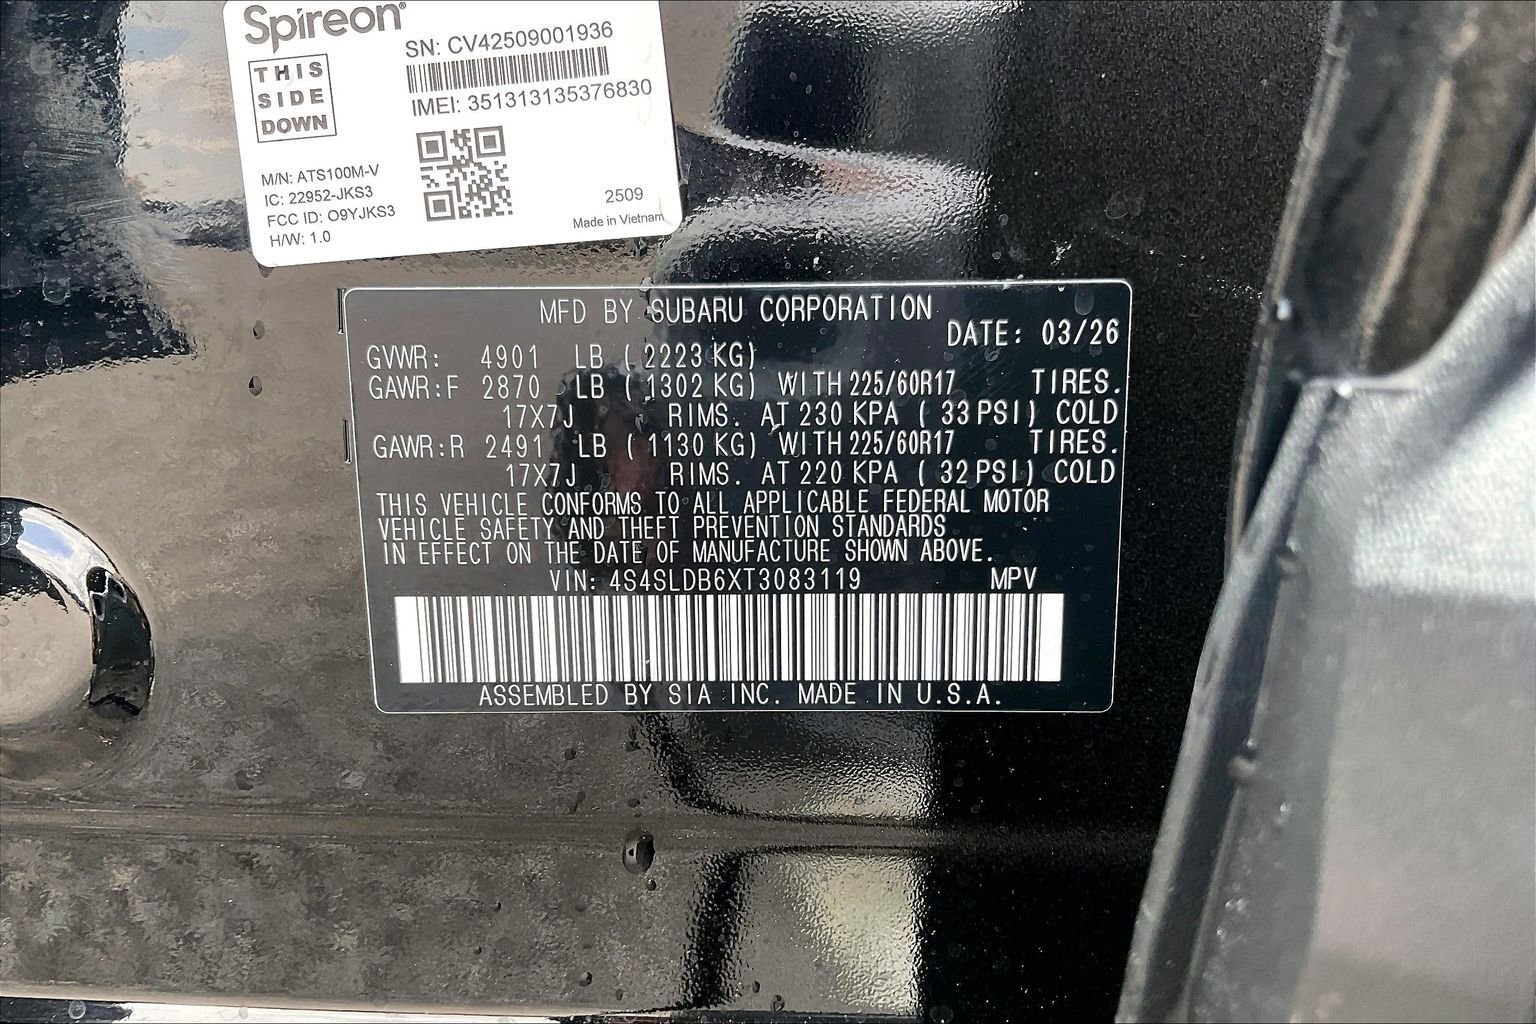 Spireon®
SN: CV42509001936
THIS
SIDE
DOWN
IMEI: 351313135376830
M/N: ATS100M-V
IC: 22952-JKS3
FCC ID: O9YJKS3
H/W: 1.0
2509
Made in Vietnam
MFD BY SUBARU CORPORATION
DATE: 03/26
GVWR: 4901 LB (2223 KG)
GAWR:F 2870 LB (1302 KG) WITH 225/60R17 TIRES.
17X7J RIMS. AT 230 KPA (33 PSI) COLD
GAWR:R 2491 LB (1130 KG) WITH 225/60R17 TIRES.
17X7J RIMS. AT 220 KPA (32 PSI) COLD
THIS VEHICLE CONFORMS TO ALL APPLICABLE FEDERAL MOTOR
VEHICLE SAFETY AND THEFT PREVENTION STANDARDS
IN EFFECT ON THE DATE OF MANUFACTURE SHOWN ABOVE.
VIN: 4S4SLDB6XT3083119 MPV
ASSEMBLED BY SIA INC. MADE IN U.S.A.